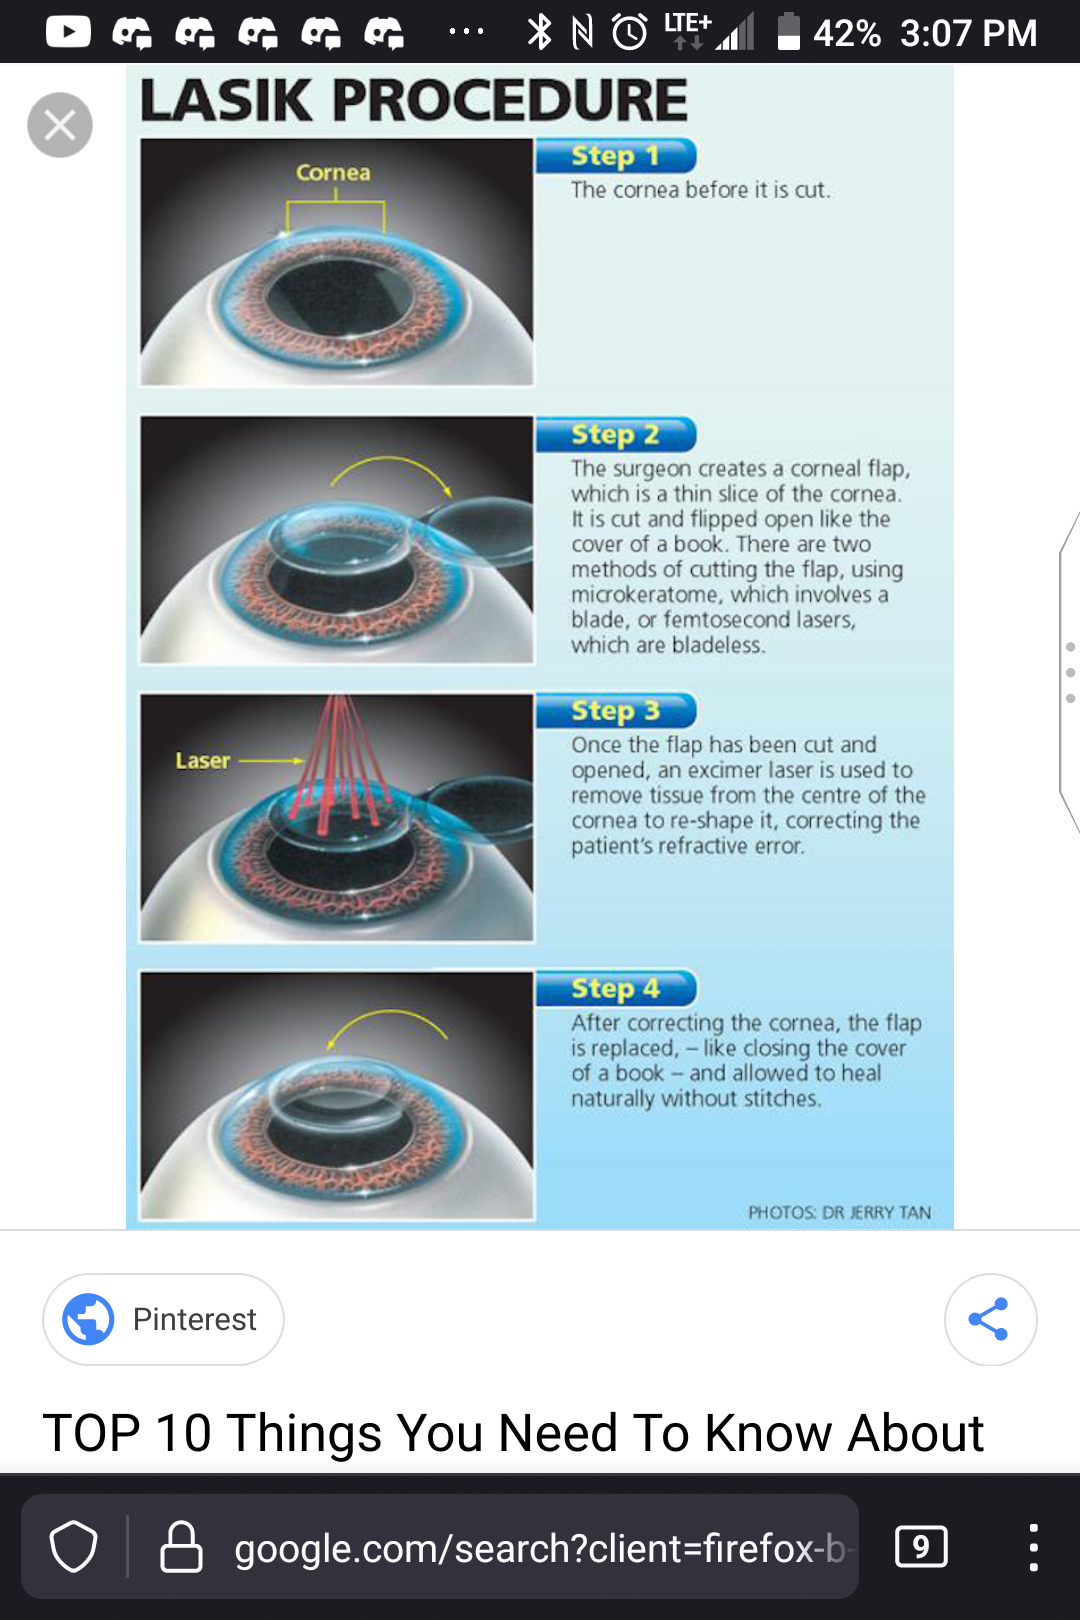 LTE+ 42% 3:07 PM
LASIK PROCEDURE
Cornea
Step 1
The cornea before it is cut.
Step 2
The surgeon creates a corneal flap,
which is a thin slice of the cornea.
It is cut and flipped open like the
cover of a book. There are two
methods of cutting the flap, using
microkeratome, which involves a
blade, or femtosecond lasers,
which are bladeless.
Laser
Step 3
Once the flap has been cut and
opened, an excimer laser is used to
remove tissue from the centre of the
cornea to re-shape it, correcting the
patient's refractive error.
Step 4
After correcting the cornea, the flap
is replaced, – like closing the cover
of a book – and allowed to heal
naturally without stitches.
PHOTOS: DR JERRY TAN
Pinterest
TOP 10 Things You Need To Know About
google.com/search?client=firefox-b-
9